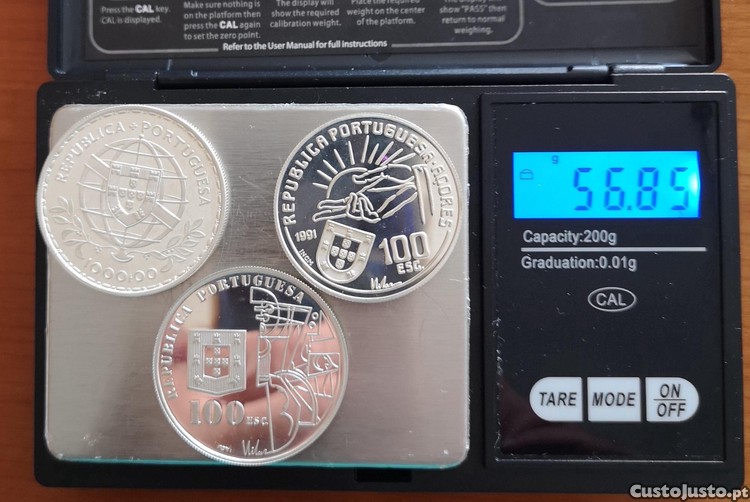 Press the CAL key.
CAL is displayed.
Make sure nothing is
on the platform then
press the CAL again
to set the zero point.
The display will
show the required
calibration weight.
Place the required
weight on the center
of the platform.
show "PASS" then
return to normal
weighing.
Refer to the User Manual for full instructions
REPUBLICA PORTUGUESA
1000,00
REPUBLICA PORTUGUESA·AÇORES
1991
INCM
100
ESC.
REPUBLICA PORTUGUESA
100 ESC.
g
56.85
Capacity:200g
Graduation:0.01g
CAL
TARE
MODE
ON
OFF
CustoJusto.pt